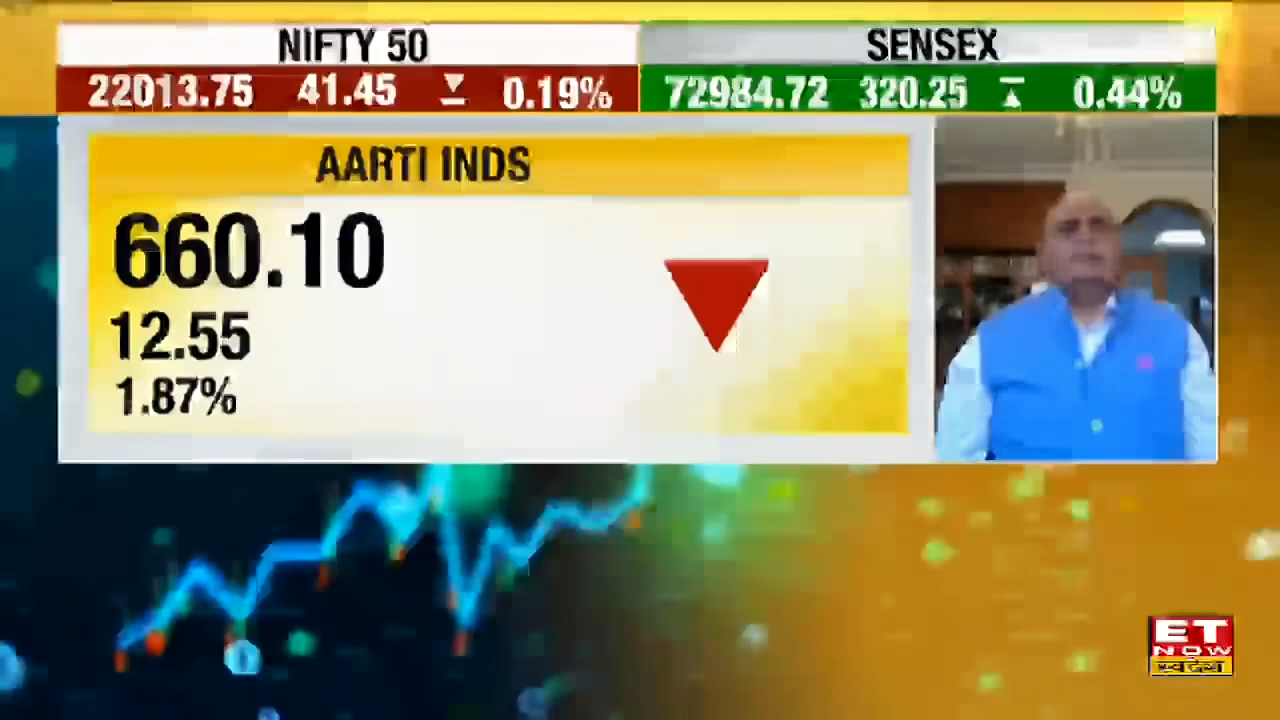 NIFTY 50
22013.75 41.45 0.19%
SENSEX
72984.72 320.25 0.44%
AARTI INDS
660.10
12.55
1.87%
ET
NOW
स्वदेश